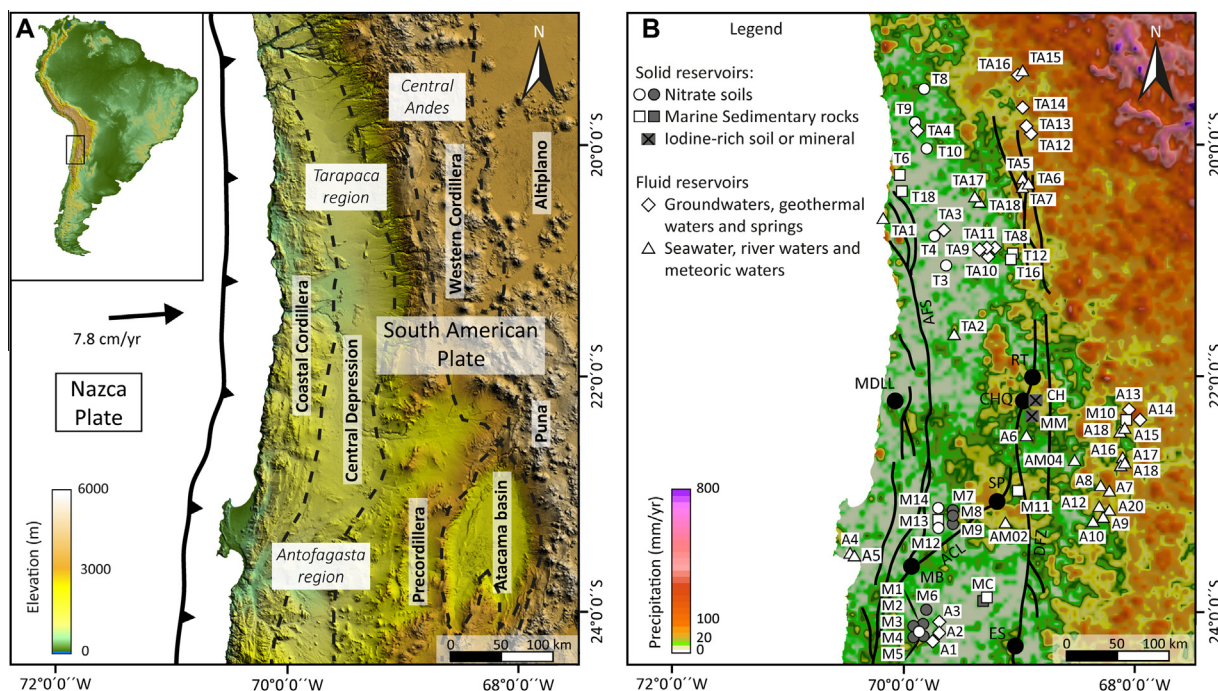 A
N
Central
Andes
Tarapaca
region
Western Cordillera
Altiplano
7.8 cm/yr
Nazca
Plate
South American
Plate
Coastal Cordillera
Central Depression
Puna
Precordillera
Atacama basin
Antofagasta
region
Elevation (m)
6000
3000
0
0 50 100 km
72°0´0´´W
70°0´0´´W
68°0´0´´W
20°0´0´´S
22°0´0´´S
24°0´0´´S
B
Legend
Solid reservoirs:
Nitrate soils
Marine Sedimentary rocks
Iodine-rich soil or mineral
Fluid reservoirs
Groundwaters, geothermal
waters and springs
Seawater, river waters and
meteoric waters
Precipitation (mm/yr)
800
100
20
0
N
TA16
TA15
T8
TA14
T9
TA4
TA13
TA12
T10
T6
TA5
TA6
TA7
T18
TA17
TA18
TA1
TA3
T4
TA11
TA8
TA9
T12
TA10
T16
T3
AFS
TA2
RT
MDLL
CHQ
CH
MM
A13
M10
A14
A18
A15
A6
AM04
A16
A17
A18
SP
A8
A7
M14
M7
M8
M11
A12
A20
M13
M9
A9
M12
AM02
A10
ACL
DFZ
A4
A5
MB
M1
M6
MC
M2
A3
M3
A2
M4
A1
M5
ES
0 50 100 km
72°0´0´´W
70°0´0´´W
68°0´0´´W
20°0´0´´S
22°0´0´´S
24°0´0´´S